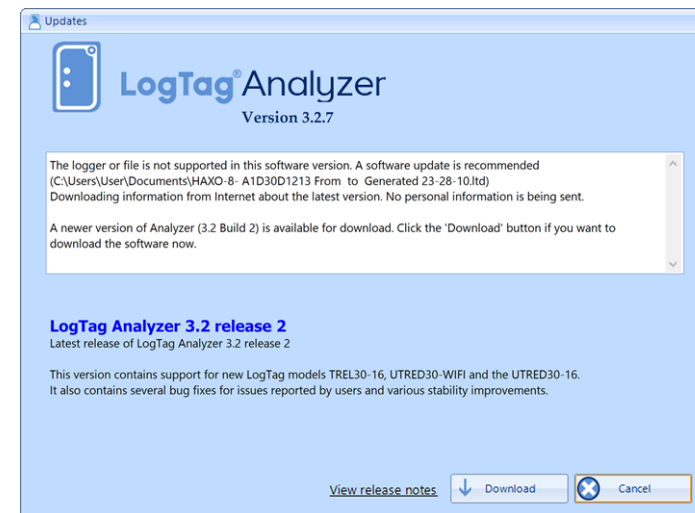 Updates
LogTag® Analyzer
Version 3.2.7
The logger or file is not supported in this software version. A software update is recommended
(C:\Users\User\Documents\HAXO-8- A1D30D1213 From  to  Generated 23-28-10.ltd)
Downloading information from Internet about the latest version. No personal information is being sent.
A newer version of Analyzer (3.2 Build 2) is available for download. Click the 'Download' button if you want to
download the software now.
LogTag Analyzer 3.2 release 2
Latest release of LogTag Analyzer 3.2 release 2
This version contains support for new LogTag models TREL30-16, UTRED30-WIFI and the UTRED30-16.
It also contains several bug fixes for issues reported by users and various stability improvements.
View release notes
Download
Cancel